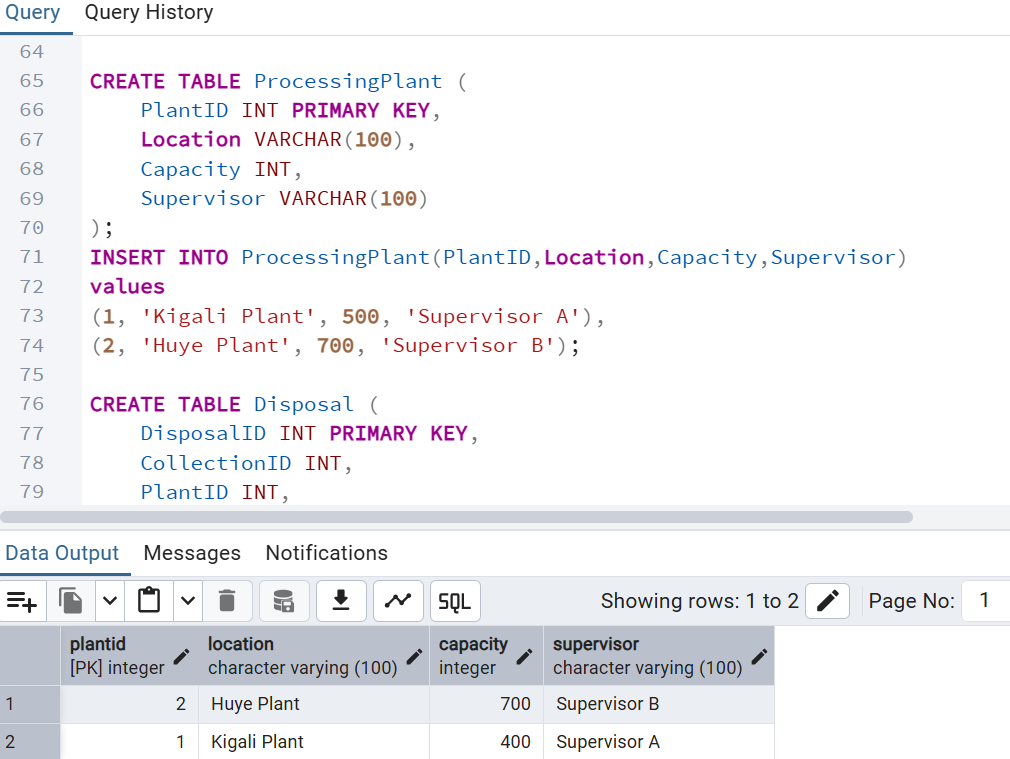 Query Query History
64
65 CREATE TABLE ProcessingPlant (
66 PlantID INT PRIMARY KEY,
67 Location VARCHAR(100),
68 Capacity INT,
69 Supervisor VARCHAR(100)
70 );
71 INSERT INTO ProcessingPlant(PlantID,Location,Capacity,Supervisor)
72 values
73 (1, 'Kigali Plant', 500, 'Supervisor A'),
74 (2, 'Huye Plant', 700, 'Supervisor B');
75
76 CREATE TABLE Disposal (
77 DisposalID INT PRIMARY KEY,
78 CollectionID INT,
79 PlantID INT,
Data Output Messages Notifications
SQL Showing rows: 1 to 2 Page No: 1
plantid location capacity supervisor
[PK] integer character varying (100) integer character varying (100)
1 2 Huye Plant 700 Supervisor B
2 1 Kigali Plant 400 Supervisor A